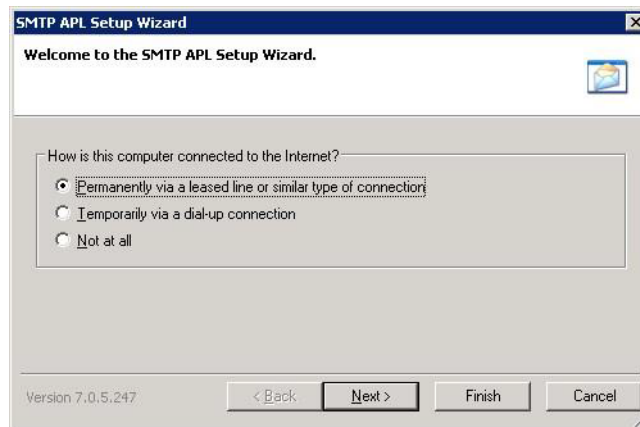 SMTP APL Setup Wizard
Welcome to the SMTP APL Setup Wizard.
How is this computer connected to the Internet?
Permanently via a leased line or similar type of connection
Temporarily via a dial-up connection
Not at all
Version 7.0.5.247
< Back
Next >
Finish
Cancel